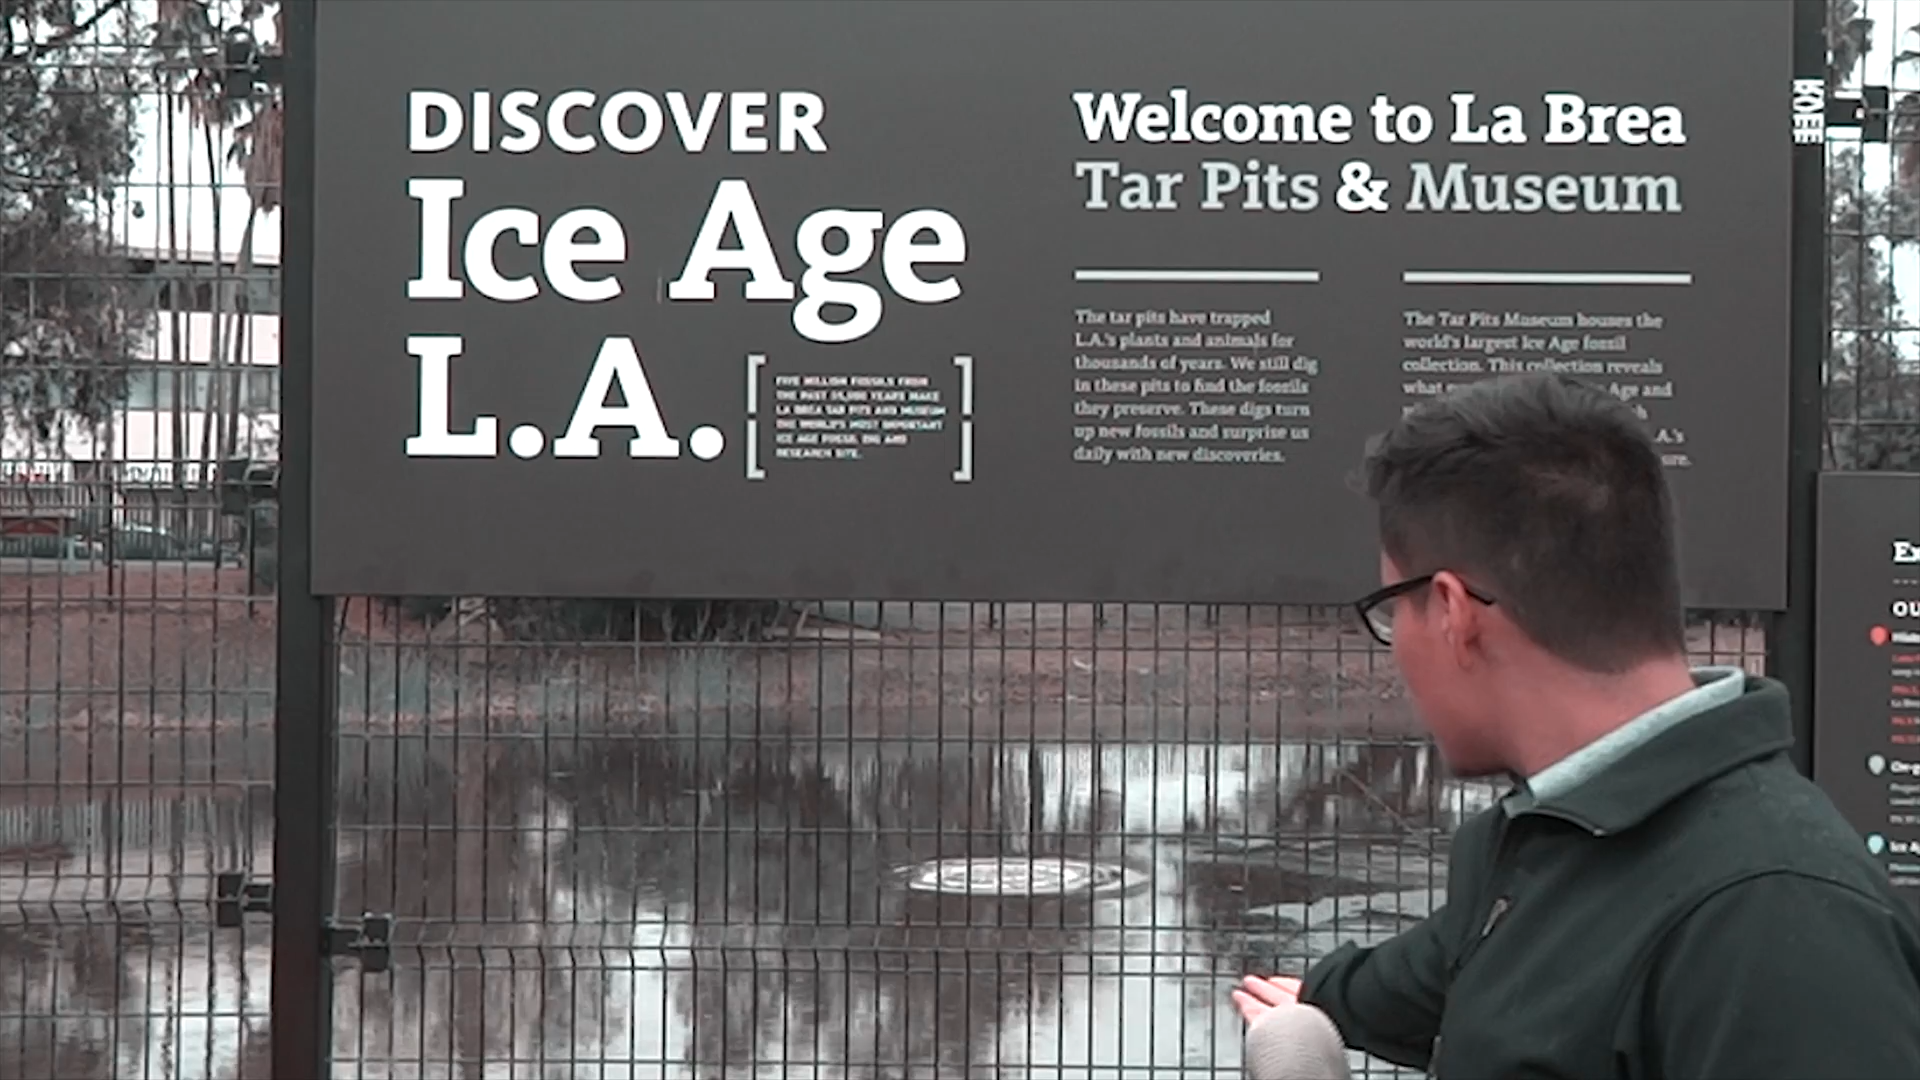 DISCOVER
Ice Age
L.A.
FIVE MILLION FOSSILS FROM
THE PAST 55,000 YEARS MAKE
LA BREA TAR PITS AND MUSEUM
THE WORLD'S MOST IMPORTANT
ICE AGE FOSSIL DIG AND
RESEARCH SITE.
Welcome to La Brea
Tar Pits & Museum
The tar pits have trapped
L.A.'s plants and animals for
thousands of years. We still dig
in these pits to find the fossils
they preserve. These digs turn
up new fossils and surprise us
daily with new discoveries.
The Tar Pits Museum houses the
world's largest Ice Age fossil
collection. This collection reveals
what Age and